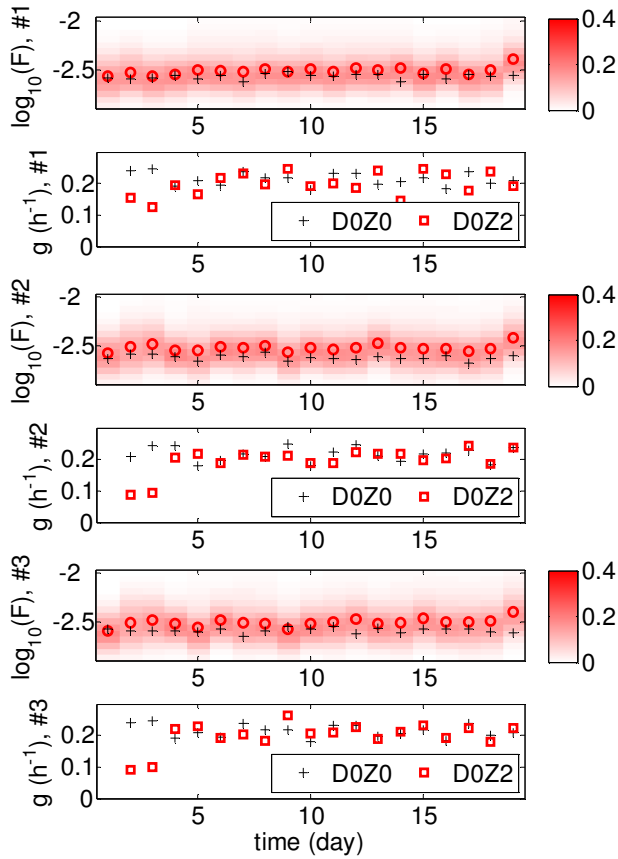 log₁₀(F), #1
-2
-2.5
5 10 15
0.4
0.2
0
g (h⁻¹), #1
0.2
0.1
0
D0Z0 D0Z2
5 10 15
log₁₀(F), #2
-2
-2.5
5 10 15
0.4
0.2
0
g (h⁻¹), #2
0.2
0.1
0
D0Z0 D0Z2
5 10 15
log₁₀(F), #3
-2
-2.5
5 10 15
0.4
0.2
0
g (h⁻¹), #3
0.2
0.1
0
D0Z0 D0Z2
5 10 15
time (day)